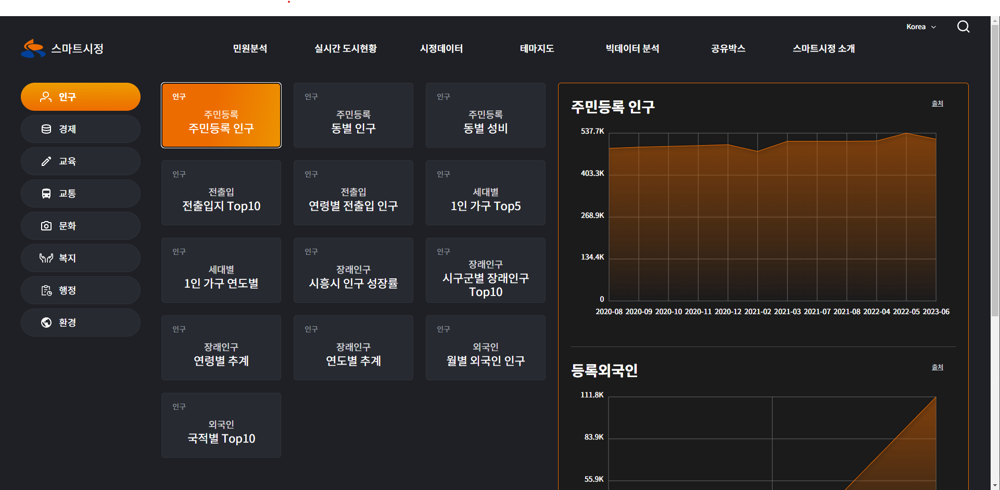 Korea
스마트시정
민원분석
실시간 도시현황
시정데이터
테마지도
빅데이터 분석
공유박스
스마트시정 소개
인구
경제
교육
교통
문화
복지
행정
환경
인구
주민등록
주민등록 인구
인구
주민등록
동별 인구
인구
주민등록
동별 성비
인구
전출입
전출입지 Top10
인구
전출입
연령별 전출입 인구
인구
세대별
1인 가구 Top5
인구
세대별
1인 가구 연도별
인구
장래인구
시흥시 인구 성장률
인구
장래인구
시구군별 장래인구
Top10
인구
장래인구
연령별 추계
인구
장래인구
연도별 추계
인구
외국인
월별 외국인 인구
인구
외국인
국적별 Top10
주민등록 인구
출처
537.7K
403.3K
268.9K
134.4K
0
2020-08 2020-09 2020-10 2020-11 2020-12 2021-02 2021-03 2021-07 2021-08 2022-04 2022-05 2023-06
등록외국인
출처
111.8K
83.9K
55.9K